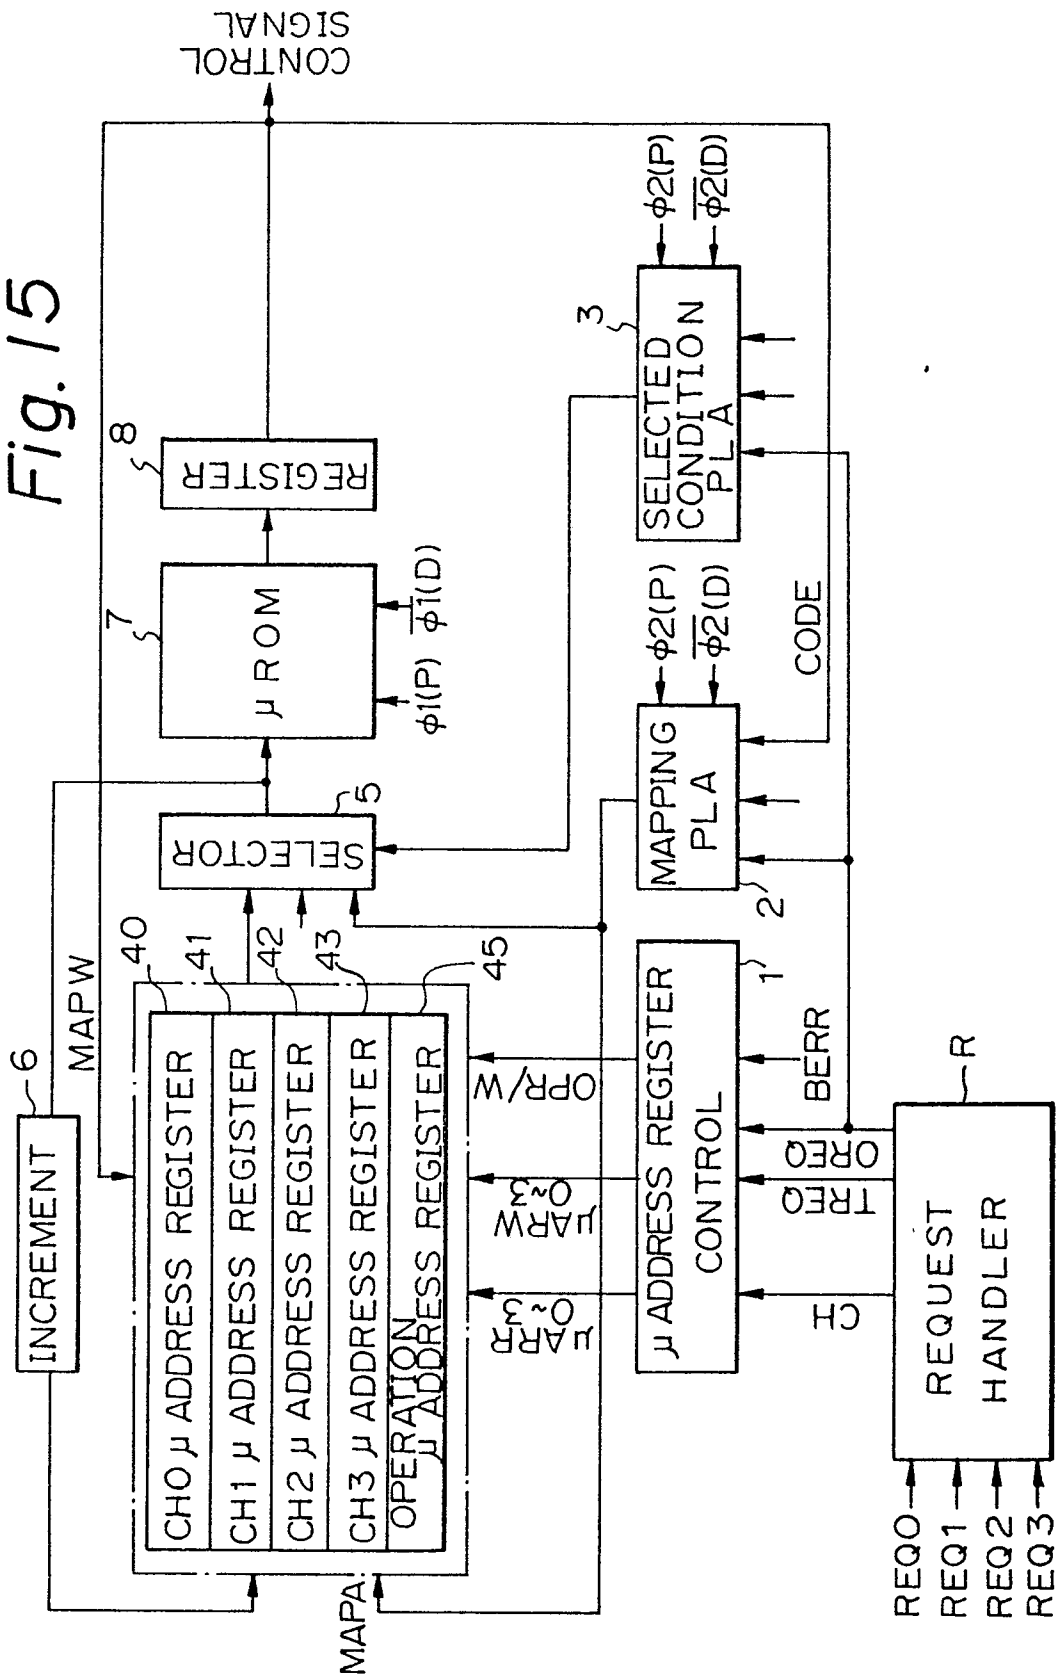 Fig. 15
INCREMENT
6
MAPW
CONTROL
SIGNAL
CH0 μ ADDRESS REGISTER
40
CH1 μ ADDRESS REGISTER
41
CH2 μ ADDRESS REGISTER
42
CH3 μ ADDRESS REGISTER
43
OPERATION
μ ADDRESS REGISTER
45
MAPA
SELECTOR
5
μ ROM
7
φ1(P)
φ1(D)
REGISTER
8
μARR
0~3
μARW
0~3
OPR/W
μ ADDRESS REGISTER
CONTROL
1
MAPPING
PLA
2
φ2(P)
φ2(D)
SELECTED
CONDITION
PLA
3
φ2(P)
φ2(D)
CH
TREQ
OREQ
BERR
CODE
REQUEST
HANDLER
R
REQ0
REQ1
REQ2
REQ3